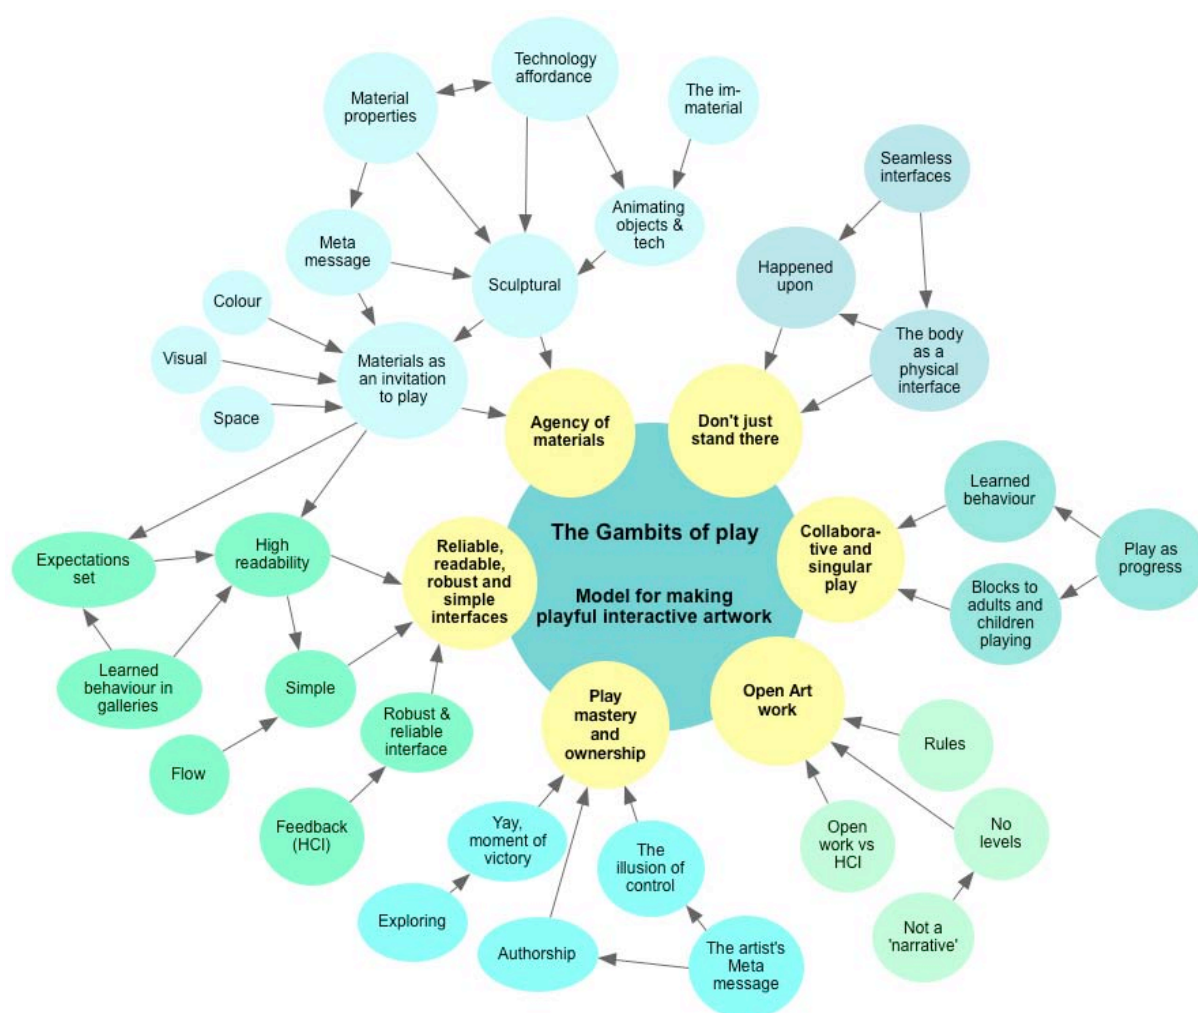 Technology
affordance
Material
properties
The im-
material
Seamless
interfaces
Meta
message
Animating
objects &
tech
Sculptural
Happened
upon
Colour
Visual
Space
Materials as
an invitation
to play
The body
as a
physical
interface
Agency of
materials
Don't just
stand there
Expectations
set
High
readability
Reliable,
readable,
robust and
simple
interfaces
The Gambits of play
Model for making
playful interactive artwork
Collabora-
tive and
singular
play
Learned
behaviour
Play as
progress
Blocks to
adults and
children
playing
Learned
behaviour in
galleries
Simple
Flow
Robust &
reliable
interface
Feedback
(HCI)
Play
mastery
and
ownership
Open Art
work
Rules
Yay,
moment of
victory
The
illusion of
control
Open
work vs
HCI
No
levels
Exploring
Authorship
The artist's
Meta
message
Not a
'narrative'